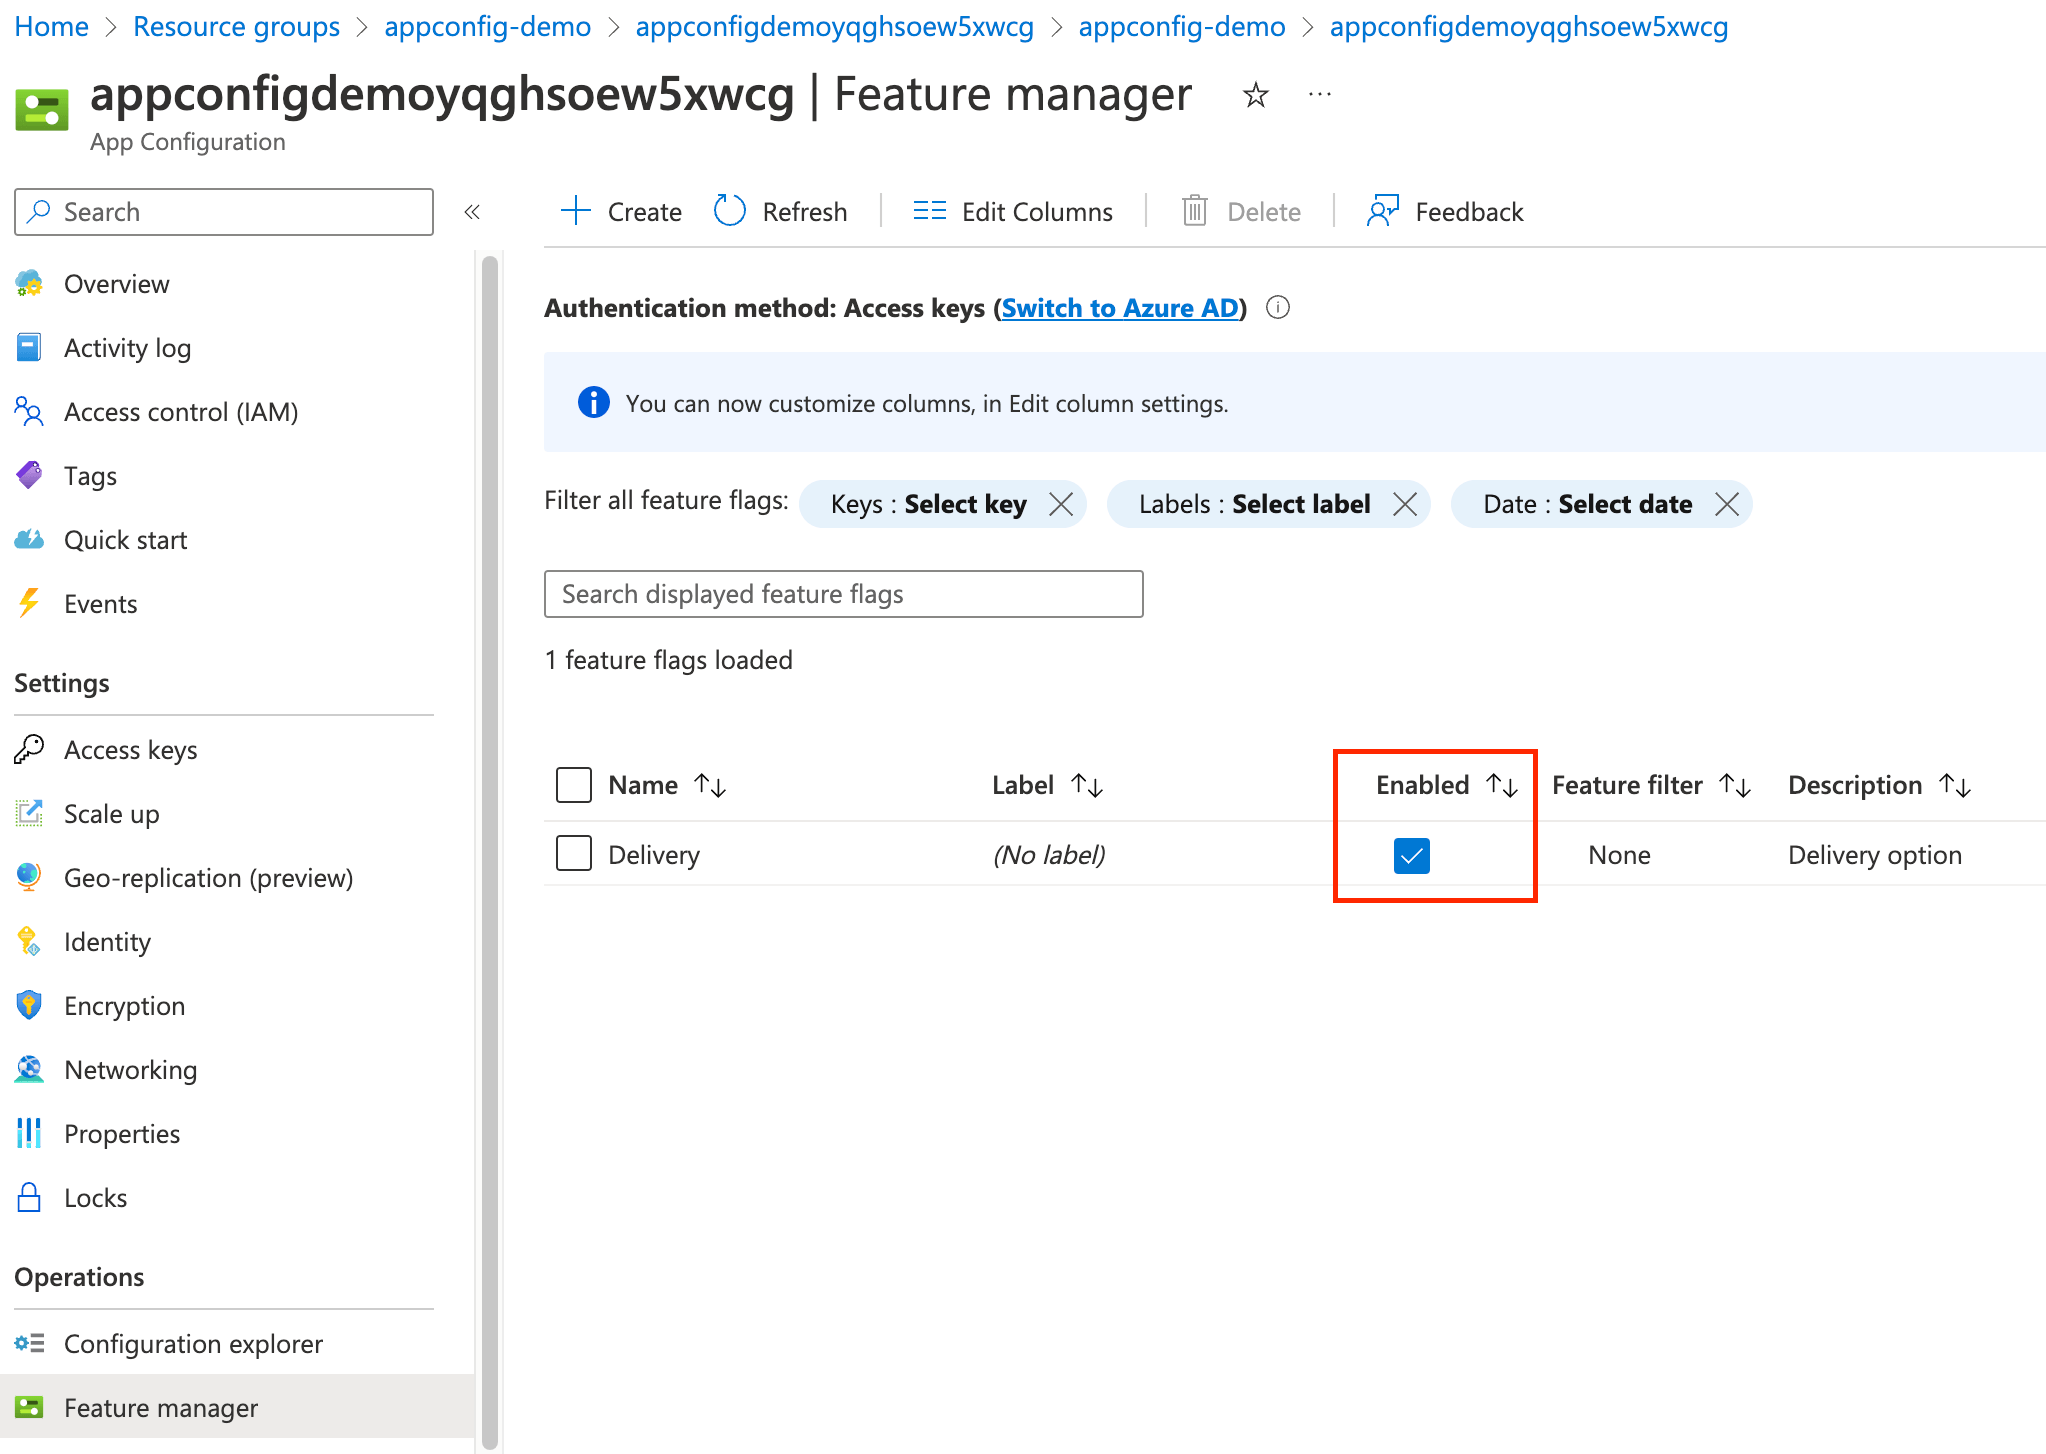 Home > Resource groups > appconfig-demo > appconfigdemoyqghsoew5xwcg > appconfig-demo > appconfigdemoyqghsoew5xwcg
appconfigdemoyqghsoew5xwcg | Feature manager
App Configuration
Search
Overview
Activity log
Access control (IAM)
Tags
Quick start
Events
Settings
Access keys
Scale up
Geo-replication (preview)
Identity
Encryption
Networking
Properties
Locks
Operations
Configuration explorer
Feature manager
Create Refresh Edit Columns Delete Feedback
Authentication method: Access keys (Switch to Azure AD)
You can now customize columns, in Edit column settings.
Filter all feature flags: Keys : Select key Labels : Select label Date : Select date
Search displayed feature flags
1 feature flags loaded
Name Label Enabled Feature filter Description
Delivery (No label) None Delivery option